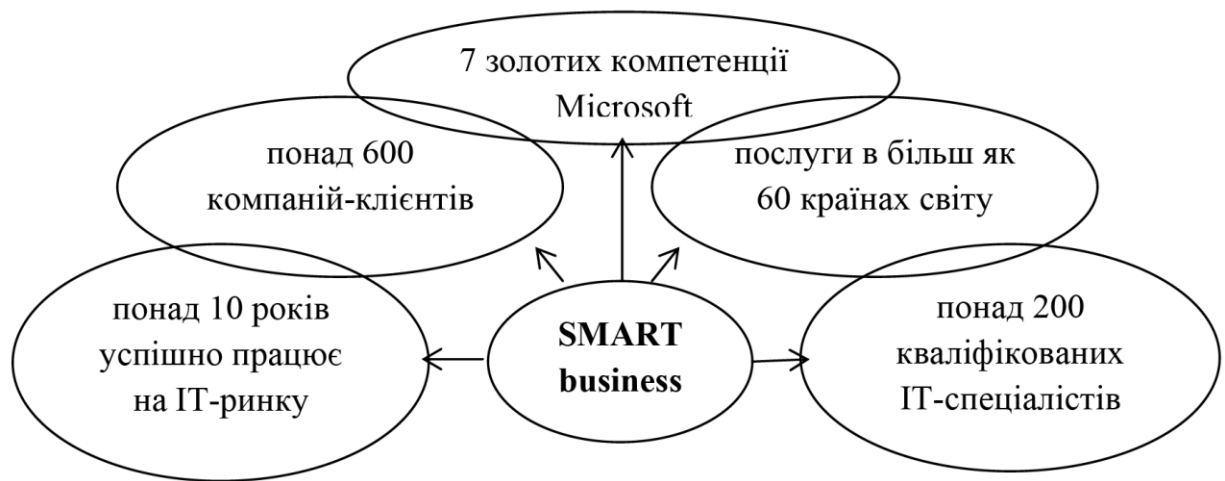 7 золотих компетенції
Microsoft
понад 600
компаній-клієнтів
послуги в більш як
60 країнах світу
понад 10 років
успішно працює
на ІТ-ринку
SMART
business
понад 200
кваліфікованих
ІТ-спеціалістів